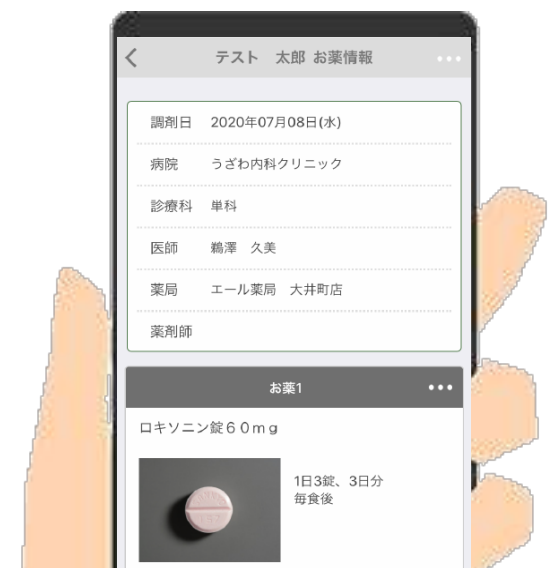 テスト　太郎 お薬情報
調剤日 2020年07月08日(水)
病院 うざわ内科クリニック
診療科 単科
医師 鵜澤　久美
薬局 エール薬局　大井町店
薬剤師
お薬1
ロキソニン錠６０ｍｇ
1日3錠、3日分
毎食後